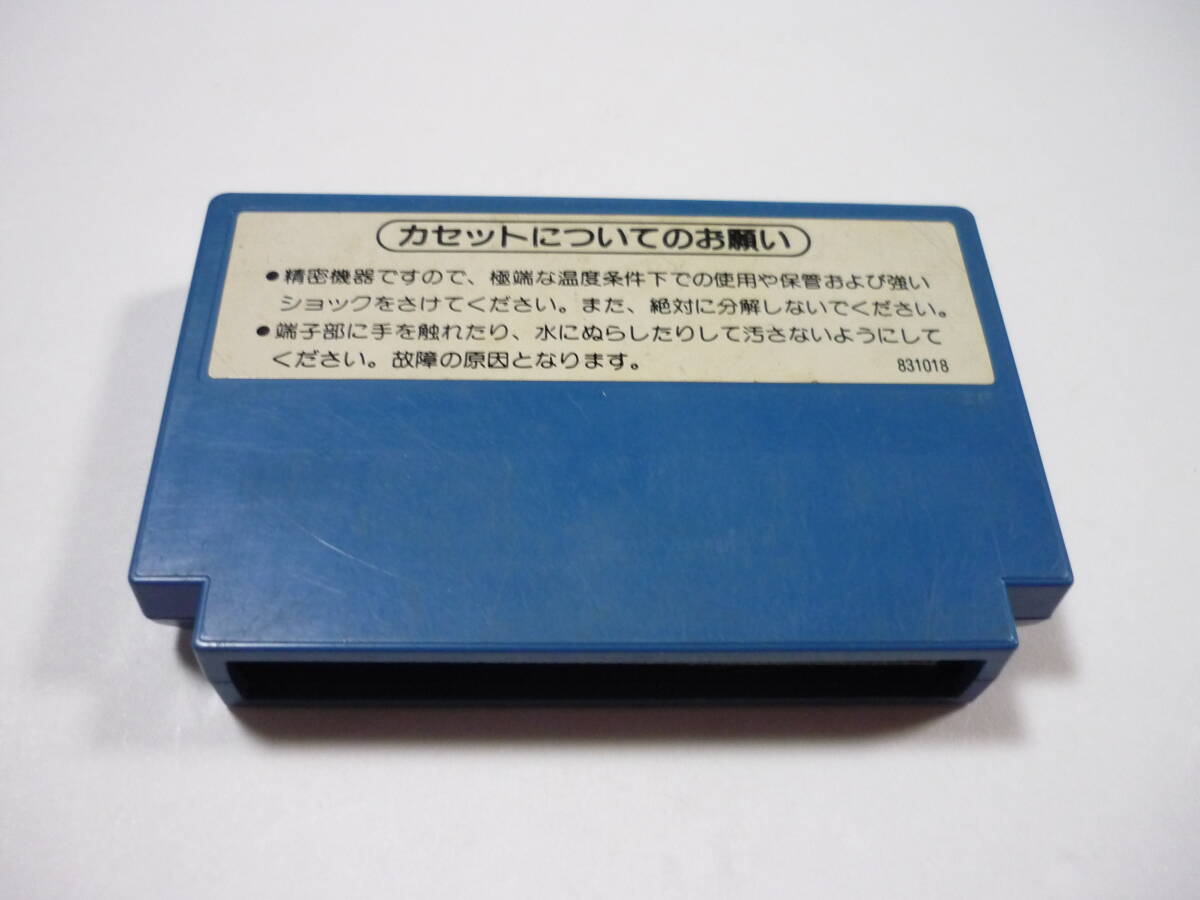 カセットについてのお願い
●精密機器ですので、極端な温度条件下での使用や保管および強い
ショックをさけてください。また、絶対に分解しないでください。
●端子部に手を触れたり、水にぬらしたりして汚さないようにして
ください。故障の原因となります。
831018